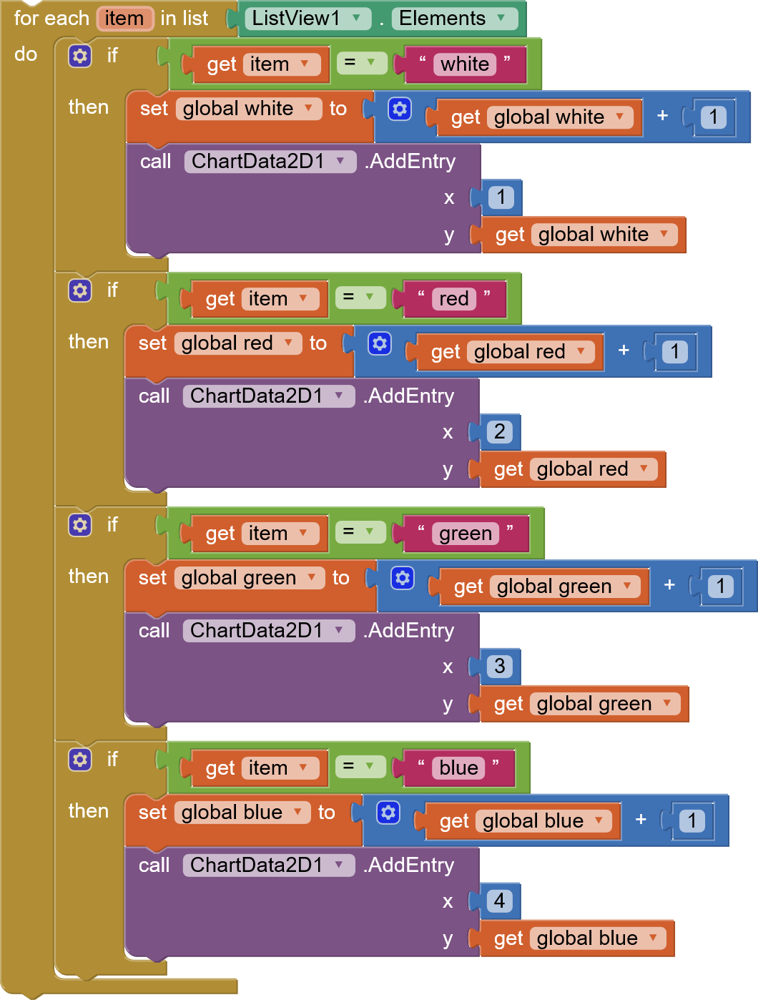 for each item in list ListView1 . Elements
do if get item = “ white ”
then set global white to get global white + 1
call ChartData2D1 .AddEntry
x 1
y get global white
if get item = “ red ”
then set global red to get global red + 1
call ChartData2D1 .AddEntry
x 2
y get global red
if get item = “ green ”
then set global green to get global green + 1
call ChartData2D1 .AddEntry
x 3
y get global green
if get item = “ blue ”
then set global blue to get global blue + 1
call ChartData2D1 .AddEntry
x 4
y get global blue